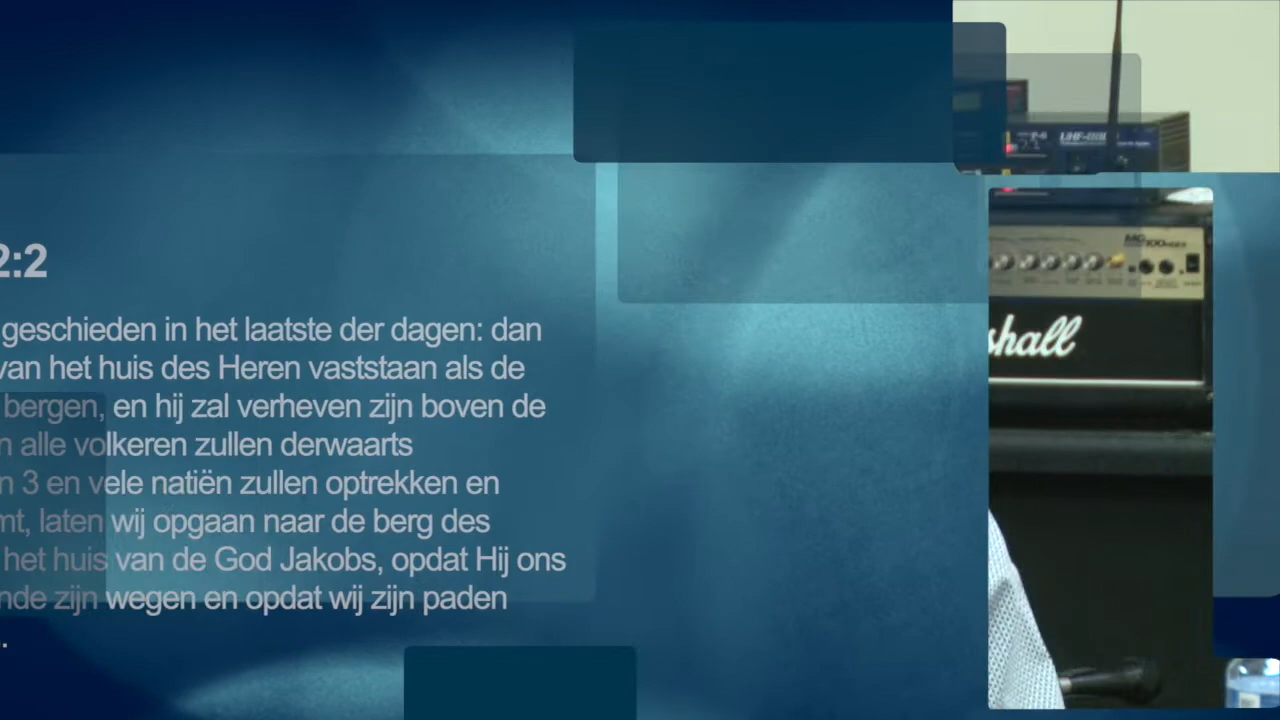 2:2
geschieden in het laatste der dagen: dan
van het huis des Heren vaststaan als de
bergen, en hij zal verheven zijn boven de
alle volkeren zullen derwaarts
3 en vele natiën zullen optrekken en
laten wij opgaan naar de berg des
het huis van de God Jakobs, opdat Hij ons
zijn wegen en opdat wij zijn paden
.
shall